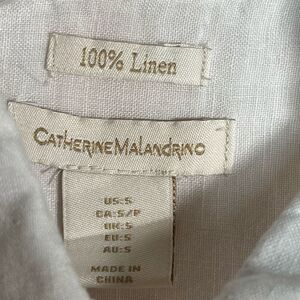 100% Linen
CATHERINE MALANDRINO
US:S
CA:S/P
UK:S
EU:S
AU:S
MADE IN
CHINA